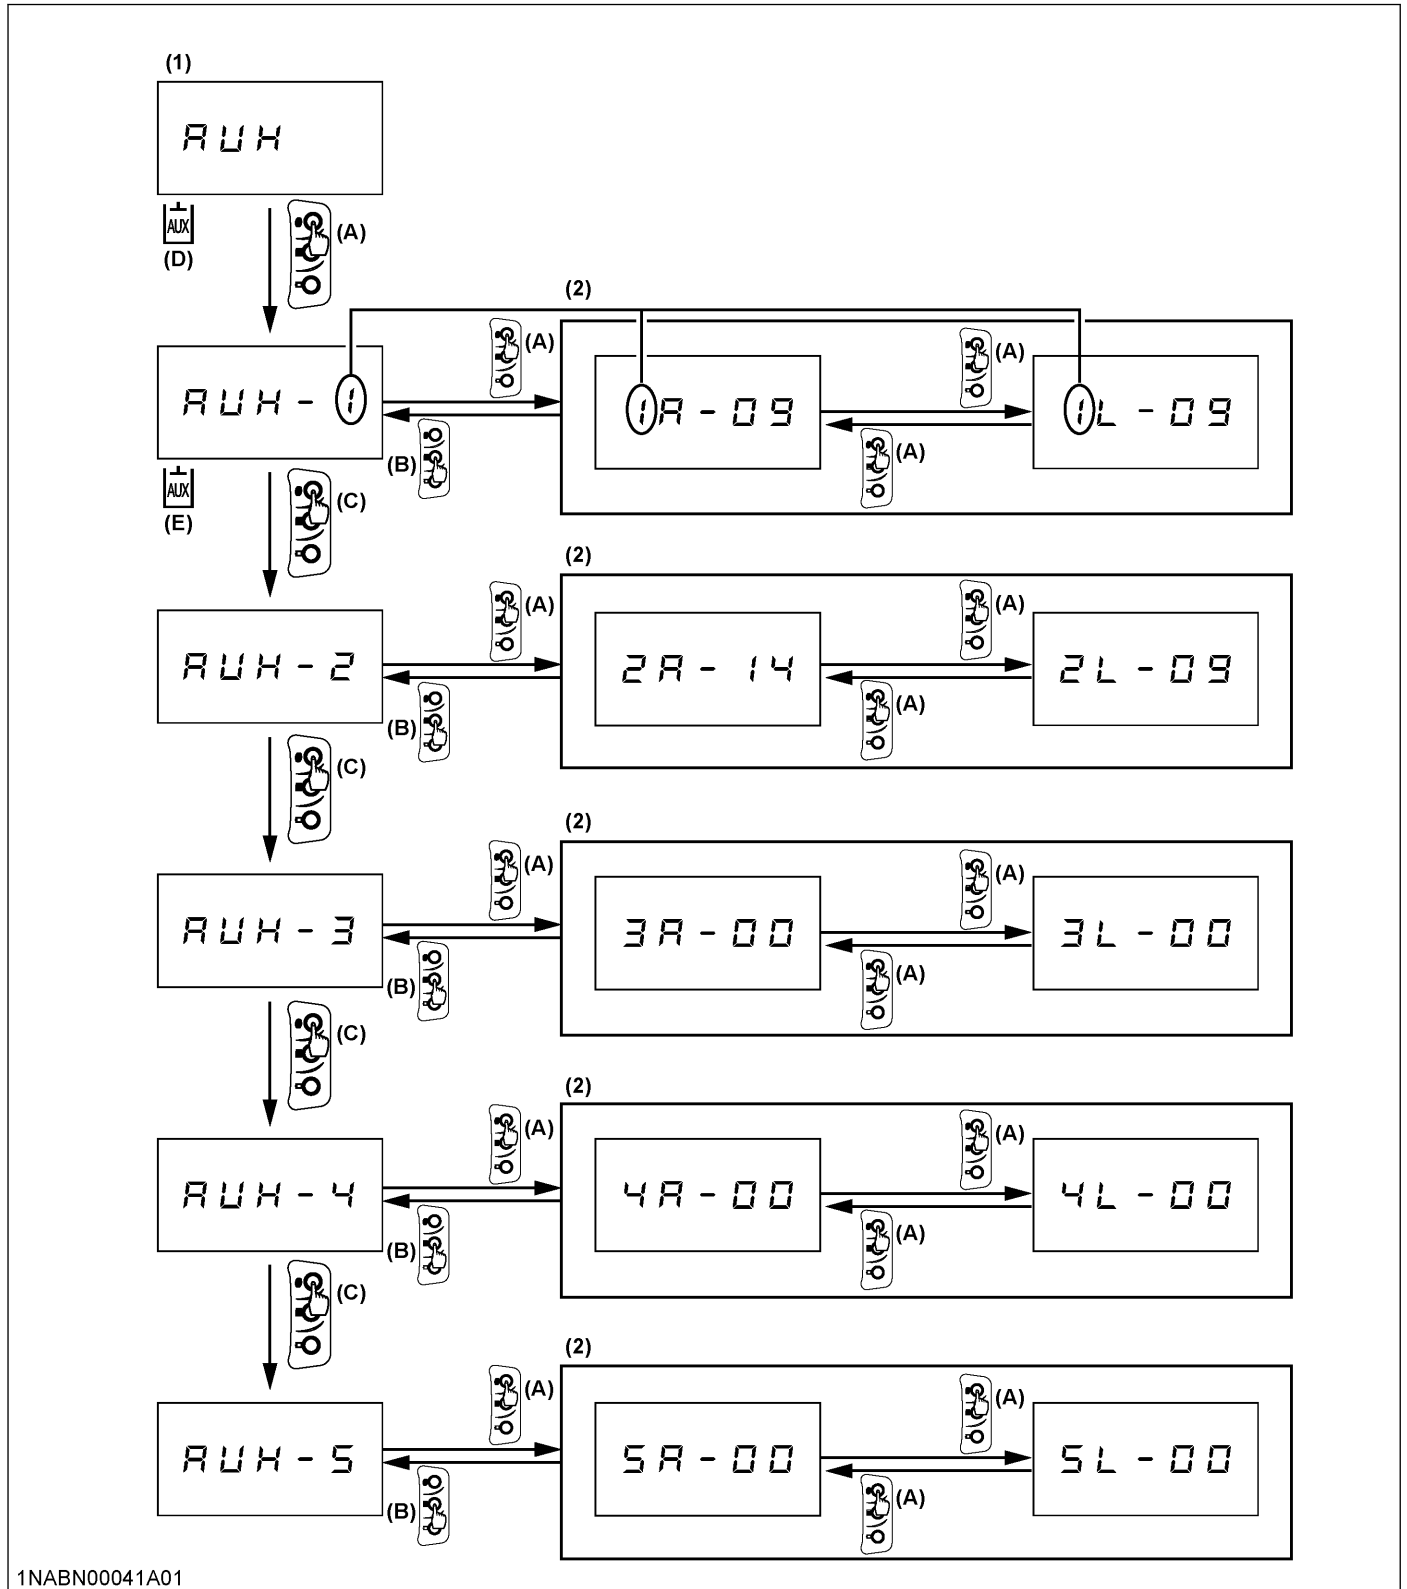 (1)
AUX
AUX
(D)
(A)
(2)
AUX-1
(A)
(B)
1A-09
(A)
(A)
1L-09
AUX
(E)
(C)
(2)
AUX-2
(A)
(B)
2A-14
(A)
(A)
2L-09
(C)
(2)
AUX-3
(A)
(B)
3A-00
(A)
(A)
3L-00
(C)
(2)
AUX-4
(A)
(B)
4A-00
(A)
(A)
4L-00
(C)
(2)
AUX-5
(A)
(B)
5A-00
(A)
(A)
5L-00
1NABN00041A01